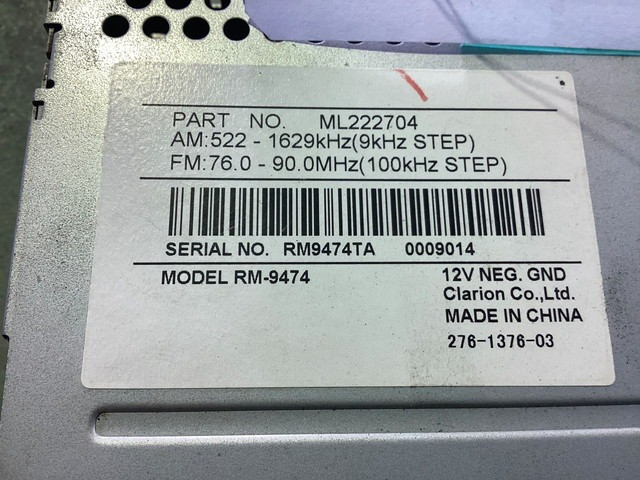 PART NO. ML222704
AM:522 - 1629kHz(9kHz STEP)
FM:76.0 - 90.0MHz(100kHz STEP)
SERIAL NO. RM9474TA 0009014
MODEL RM-9474
12V NEG. GND
Clarion Co.,Ltd.
MADE IN CHINA
276-1376-03